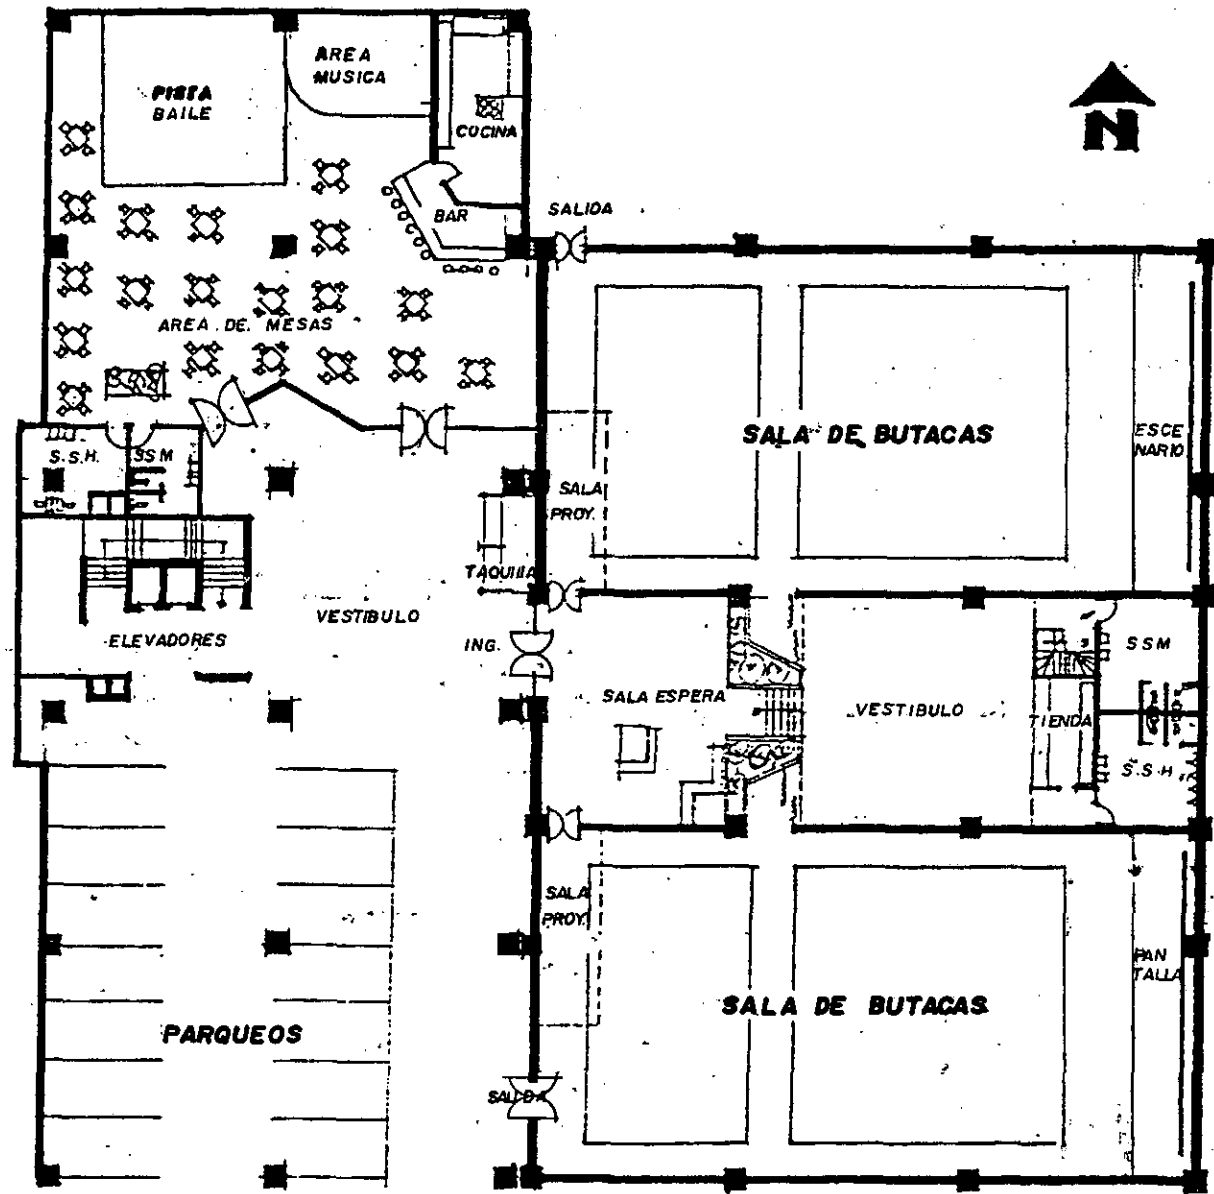 AREA
MUSICA
PISTA
BAILE
COCINA
N
BAR
SALIDA
AREA DE MESAS
SALA DE BUTACAS
ESCE
NARIO
S.S.H.
SSM
SALA
PROY.
TAQUILLA
VESTIBULO
ELEVADORES
ING.
SSM
SALA ESPERA
VESTIBULO
TIENDA
S.S.H
SALA
PROY.
PAN
TALLA
SALA DE BUTACAS
PARQUEOS
SALIDA